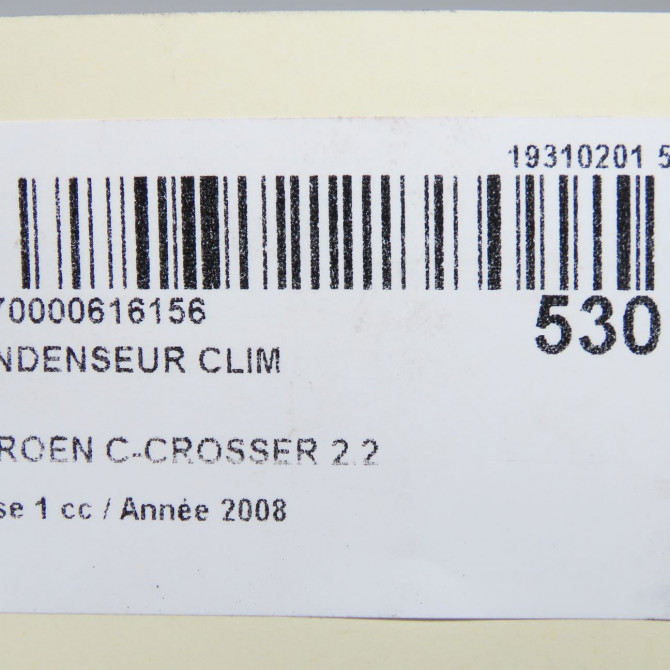 19310201 5
70000616156
530
NDENSEUR CLIM
ROEN C-CROSSER 2.2
se 1 cc / Année 2008